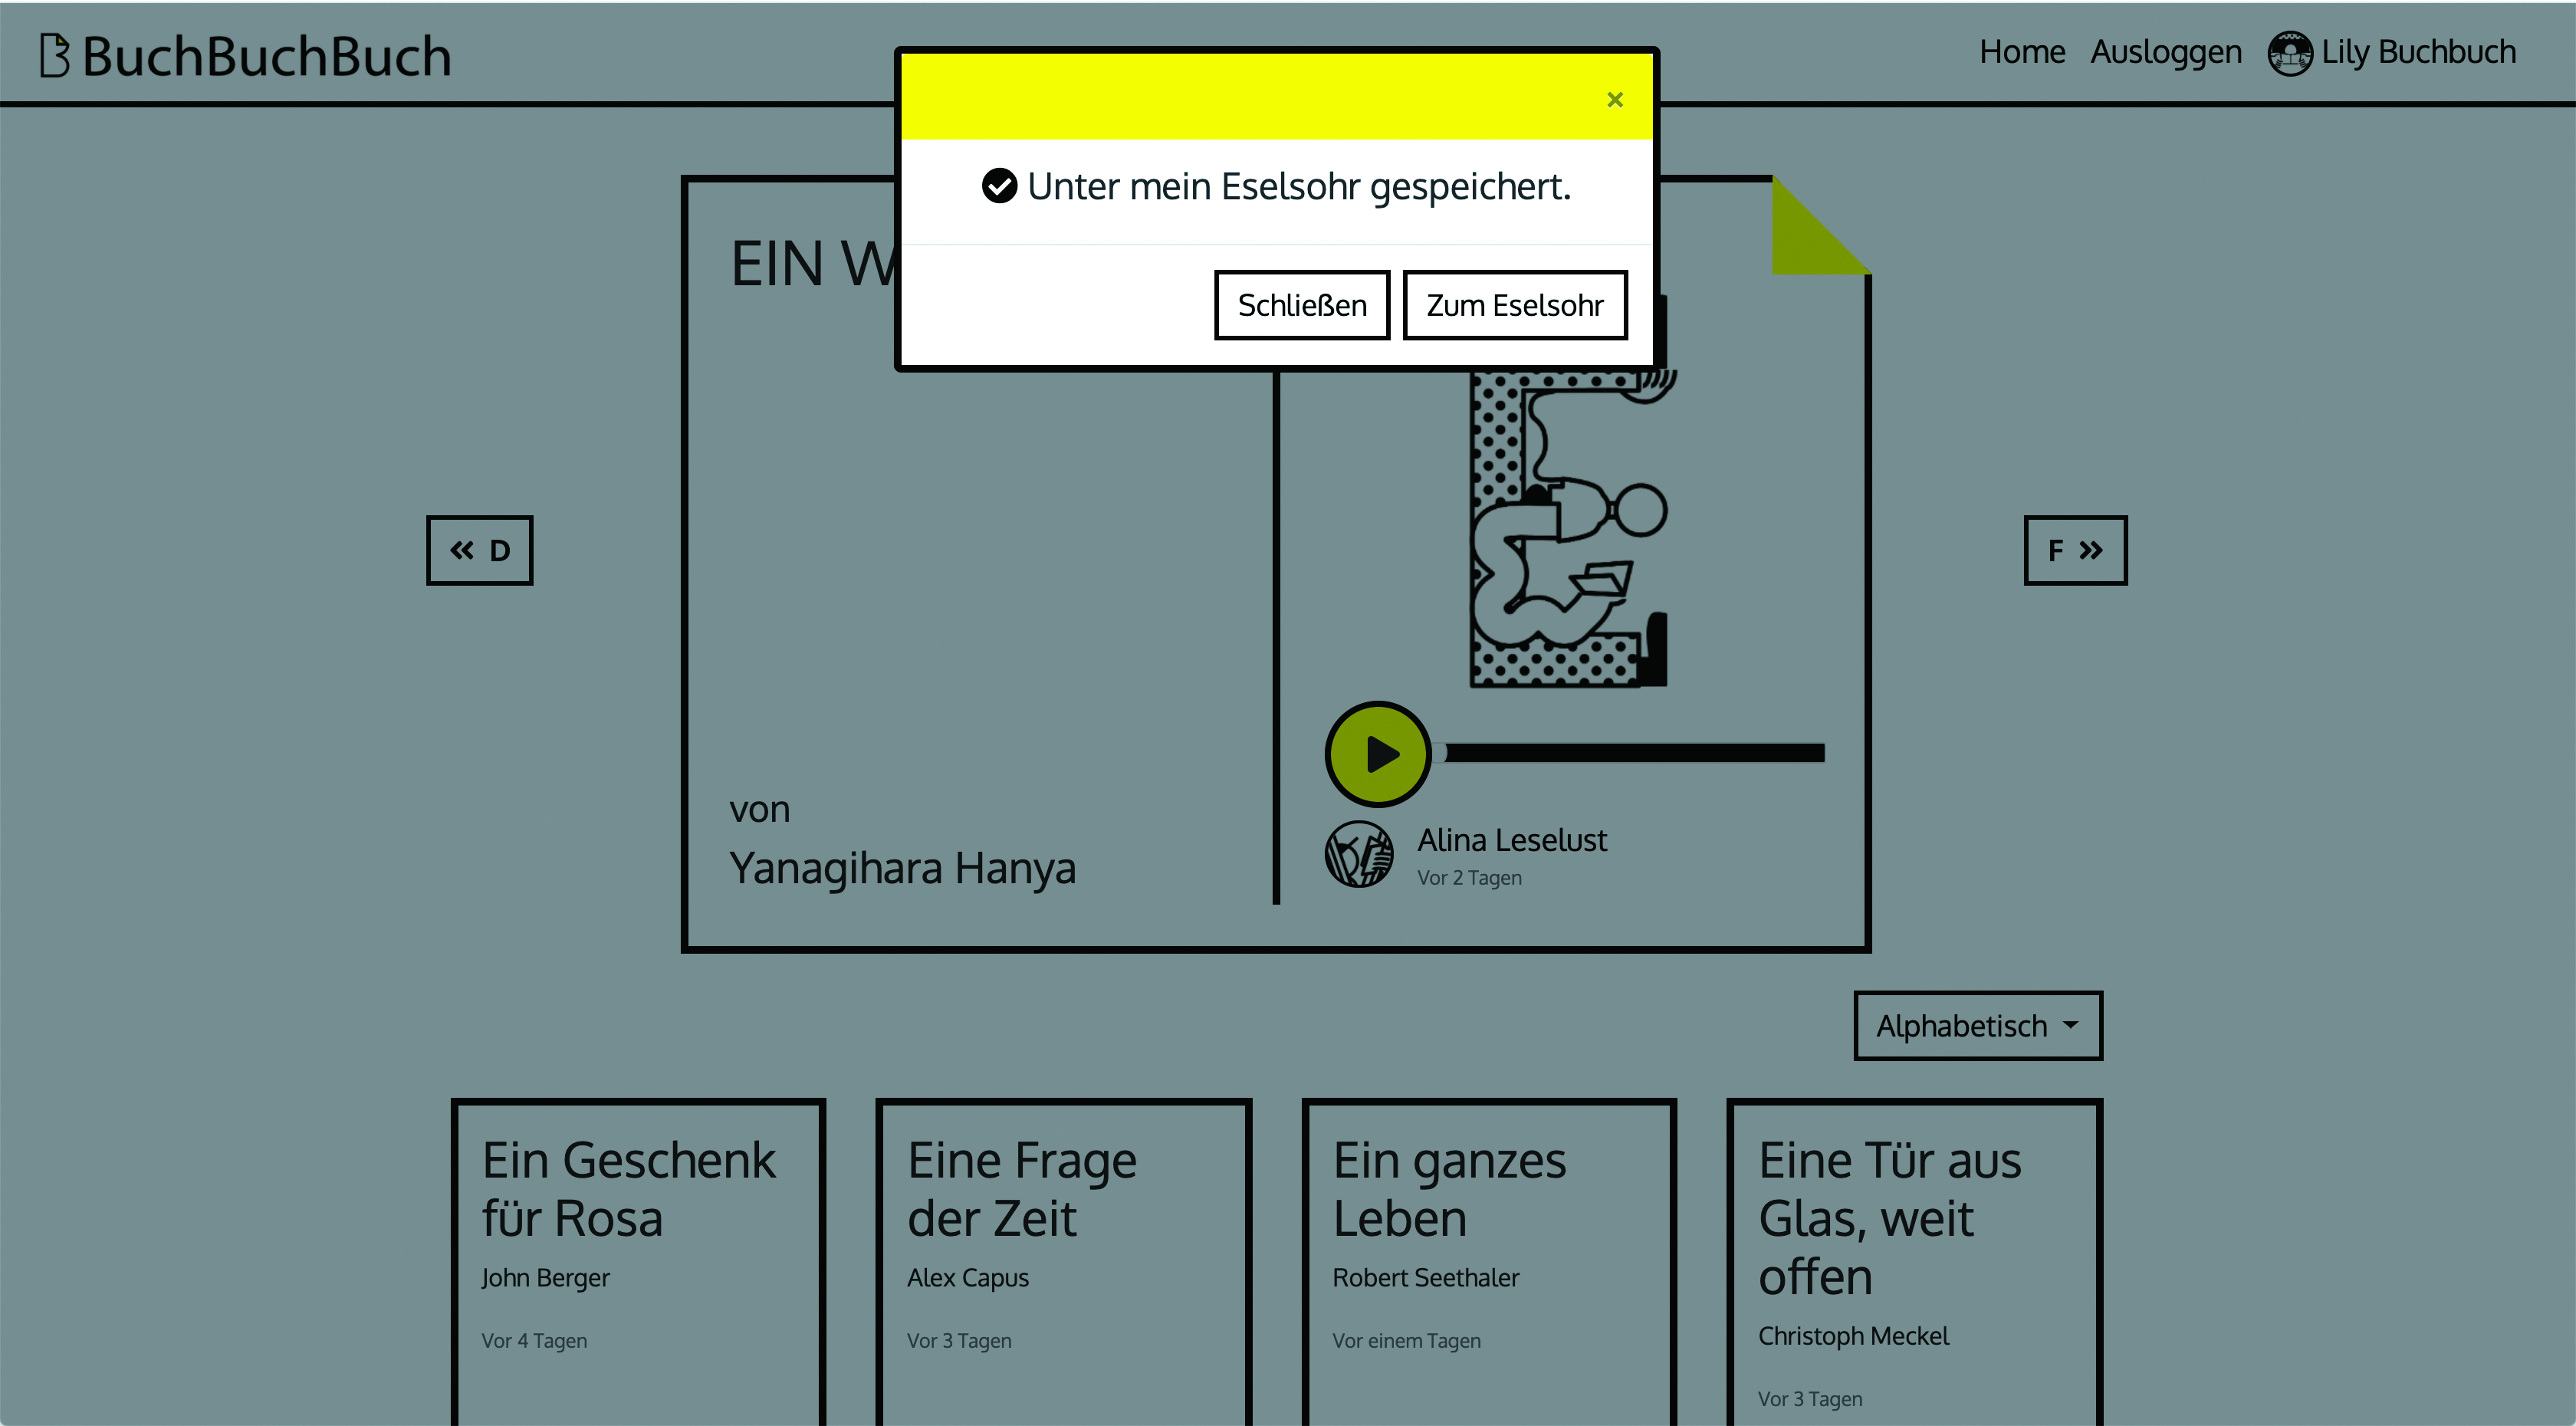 BuchBuchBuch
Home Ausloggen Lily Buchbuch
×
Unter mein Eselsohr gespeichert.
Schließen Zum Eselsohr
EIN W
D
F
von
Yanagihara Hanya
Alina Leselust
Vor 2 Tagen
Alphabetisch
Ein Geschenk
für Rosa
John Berger
Vor 4 Tagen
Eine Frage
der Zeit
Alex Capus
Vor 3 Tagen
Ein ganzes
Leben
Robert Seethaler
Vor einem Tagen
Eine Tür aus
Glas, weit
offen
Christoph Meckel
Vor 3 Tagen